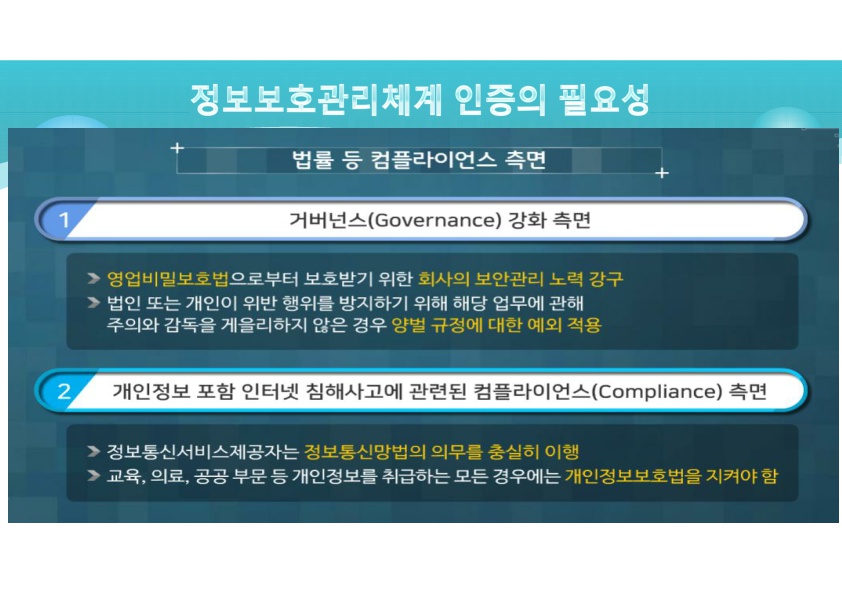 정보보호관리체계 인증의 필요성
법률 등 컴플라이언스 측면
1 거버넌스(Governance) 강화 측면
영업비밀보호법으로부터 보호받기 위한 회사의 보안관리 노력 강구
법인 또는 개인이 위반 행위를 방지하기 위해 해당 업무에 관해
주의와 감독을 게을리하지 않은 경우 양벌 규정에 대한 예외 적용
2 개인정보 포함 인터넷 침해사고에 관련된 컴플라이언스(Compliance) 측면
정보통신서비스제공자는 정보통신망법의 의무를 충실히 이행
교육, 의료, 공공 부문 등 개인정보를 취급하는 모든 경우에는 개인정보보호법을 지켜야 함